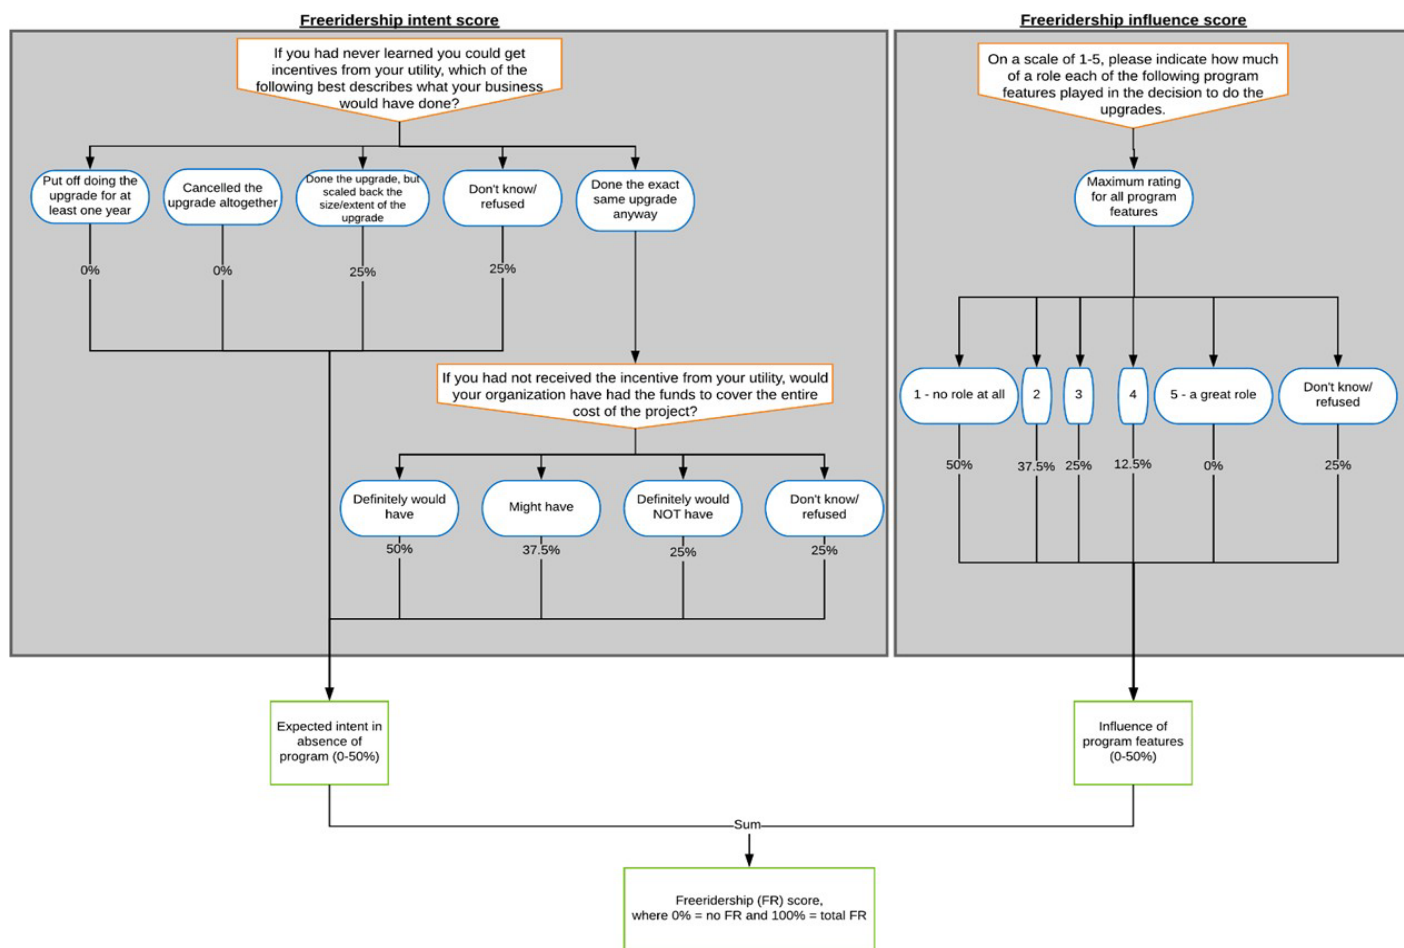 Freeridership intent score
If you had never learned you could get
incentives from your utility, which of the
following best describes what your business
would have done?
Put off doing the
upgrade for at
least one year
Cancelled the
upgrade altogether
Done the upgrade, but
scaled back the
size/extent of the
upgrade
Don't know/
refused
Done the exact
same upgrade
anyway
0%
0%
25%
25%
If you had not received the incentive from your utility, would
your organization have had the funds to cover the entire
cost of the project?
Definitely would
have
Might have
Definitely would
NOT have
Don't know/
refused
50%
37.5%
25%
25%
Expected intent in
absence of
program (0-50%)
Freeridership influence score
On a scale of 1-5, please indicate how much
of a role each of the following program
features played in the decision to do the
upgrades.
Maximum rating
for all program
features
1 - no role at all
2
3
4
5 - a great role
Don't know/
refused
50%
37.5%
25%
12.5%
0%
25%
Influence of
program features
(0-50%)
Sum
Freeridership (FR) score,
where 0% = no FR and 100% = total FR